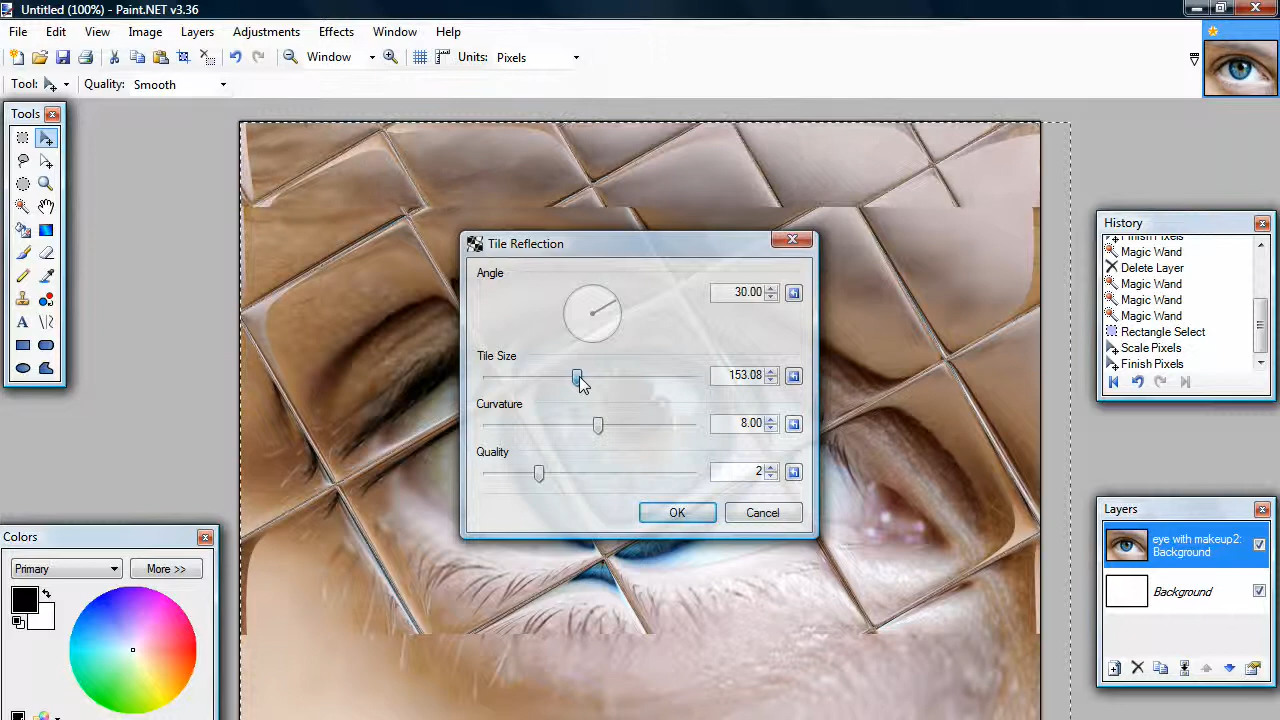 Untitled (100%) - Paint.NET v3.36
File Edit View Image Layers Adjustments Effects Window Help
Window Units: Pixels
Tool: Quality: Smooth
Tools
Tile Reflection
Angle
30.00
Tile Size
153.08
Curvature
8.00
Quality
2
OK Cancel
History
Finish Pixels
Magic Wand
Delete Layer
Magic Wand
Magic Wand
Magic Wand
Rectangle Select
Scale Pixels
Finish Pixels
Layers
eye with makeup2:
Background
Background
Colors
Primary More >>